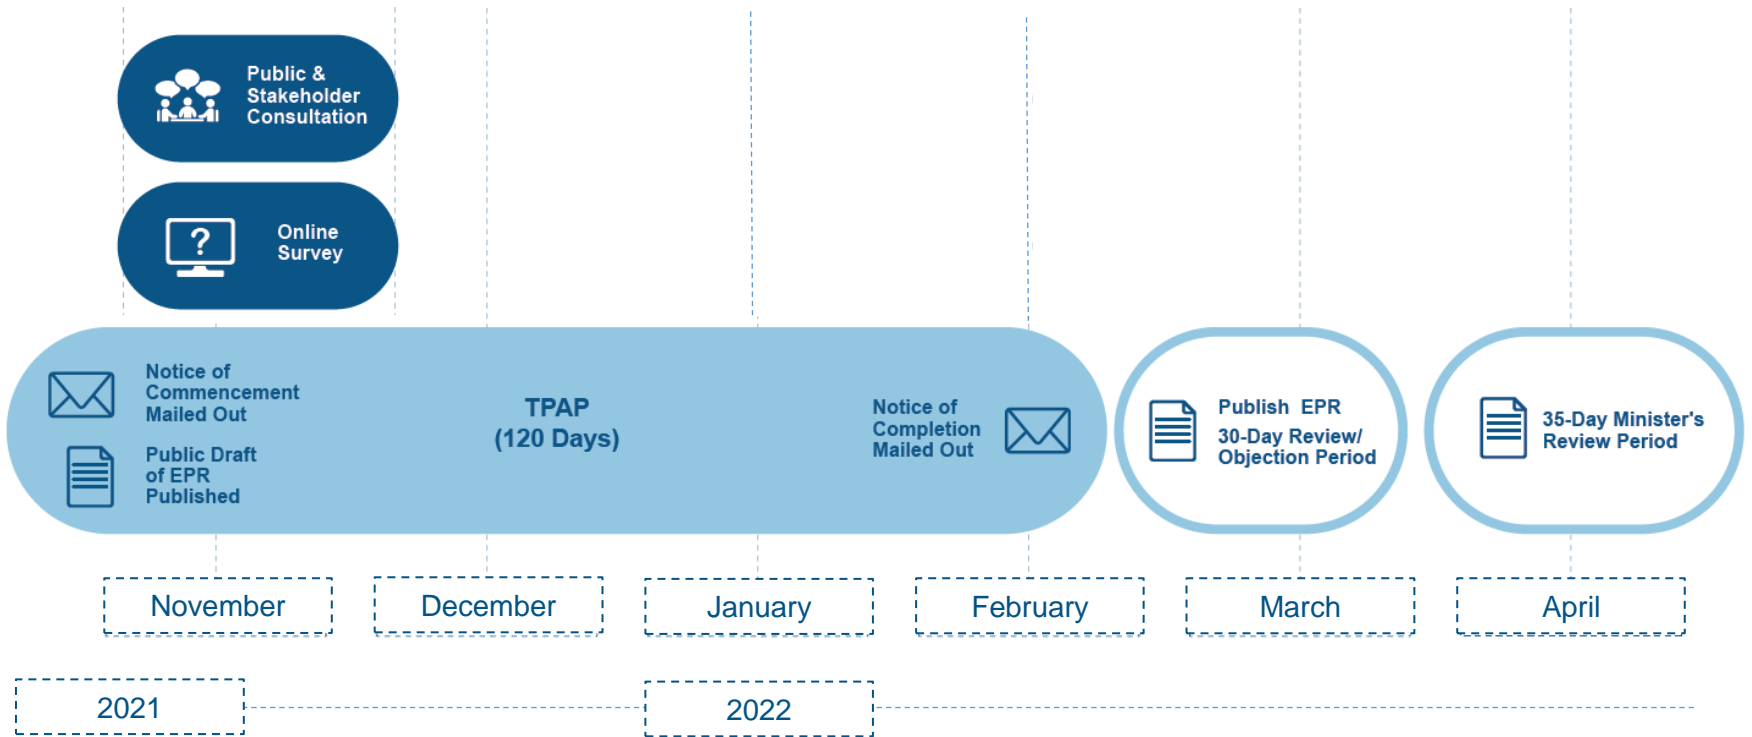 Public &
Stakeholder
Consultation
?
Online
Survey
Notice of
Commencement
Mailed Out
Public Draft
of EPR
Published
TPAP
(120 Days)
Notice of
Completion
Mailed Out
Publish EPR
30-Day Review/
Objection Period
35-Day Minister's
Review Period
November
December
January
February
March
April
2021
2022